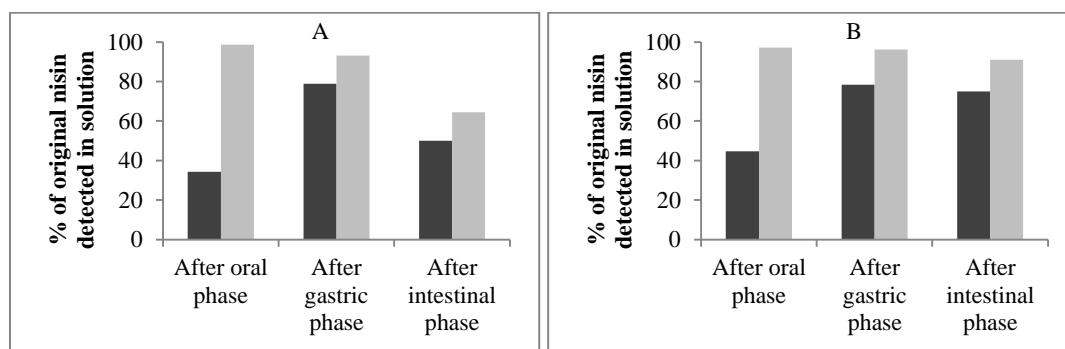 A
% of original nisin
detected in solution
100
80
60
40
20
0
After oral
phase
After
gastric
phase
After
intestinal
phase
B
% of original nisin
detected in solution
100
80
60
40
20
0
After oral
phase
After
gastric
phase
After
intestinal
phase